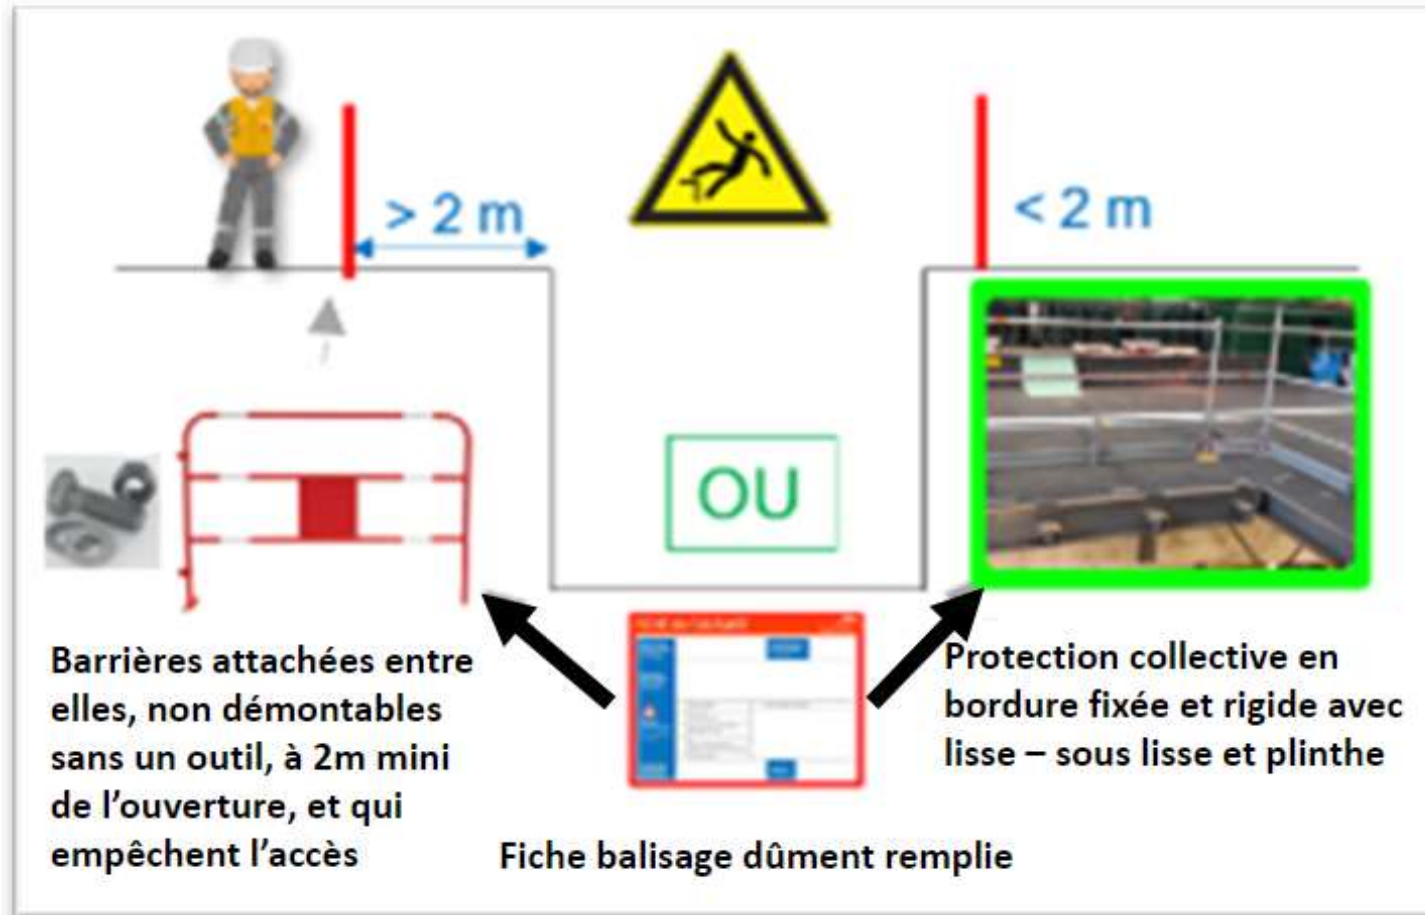 > 2 m
< 2 m
OU
Barrières attachées entre
elles, non démontables
sans un outil, à 2m mini
de l’ouverture, et qui
empêchent l’accès
Protection collective en
bordure fixée et rigide avec
lisse – sous lisse et plinthe
Fiche balisage dûment remplie